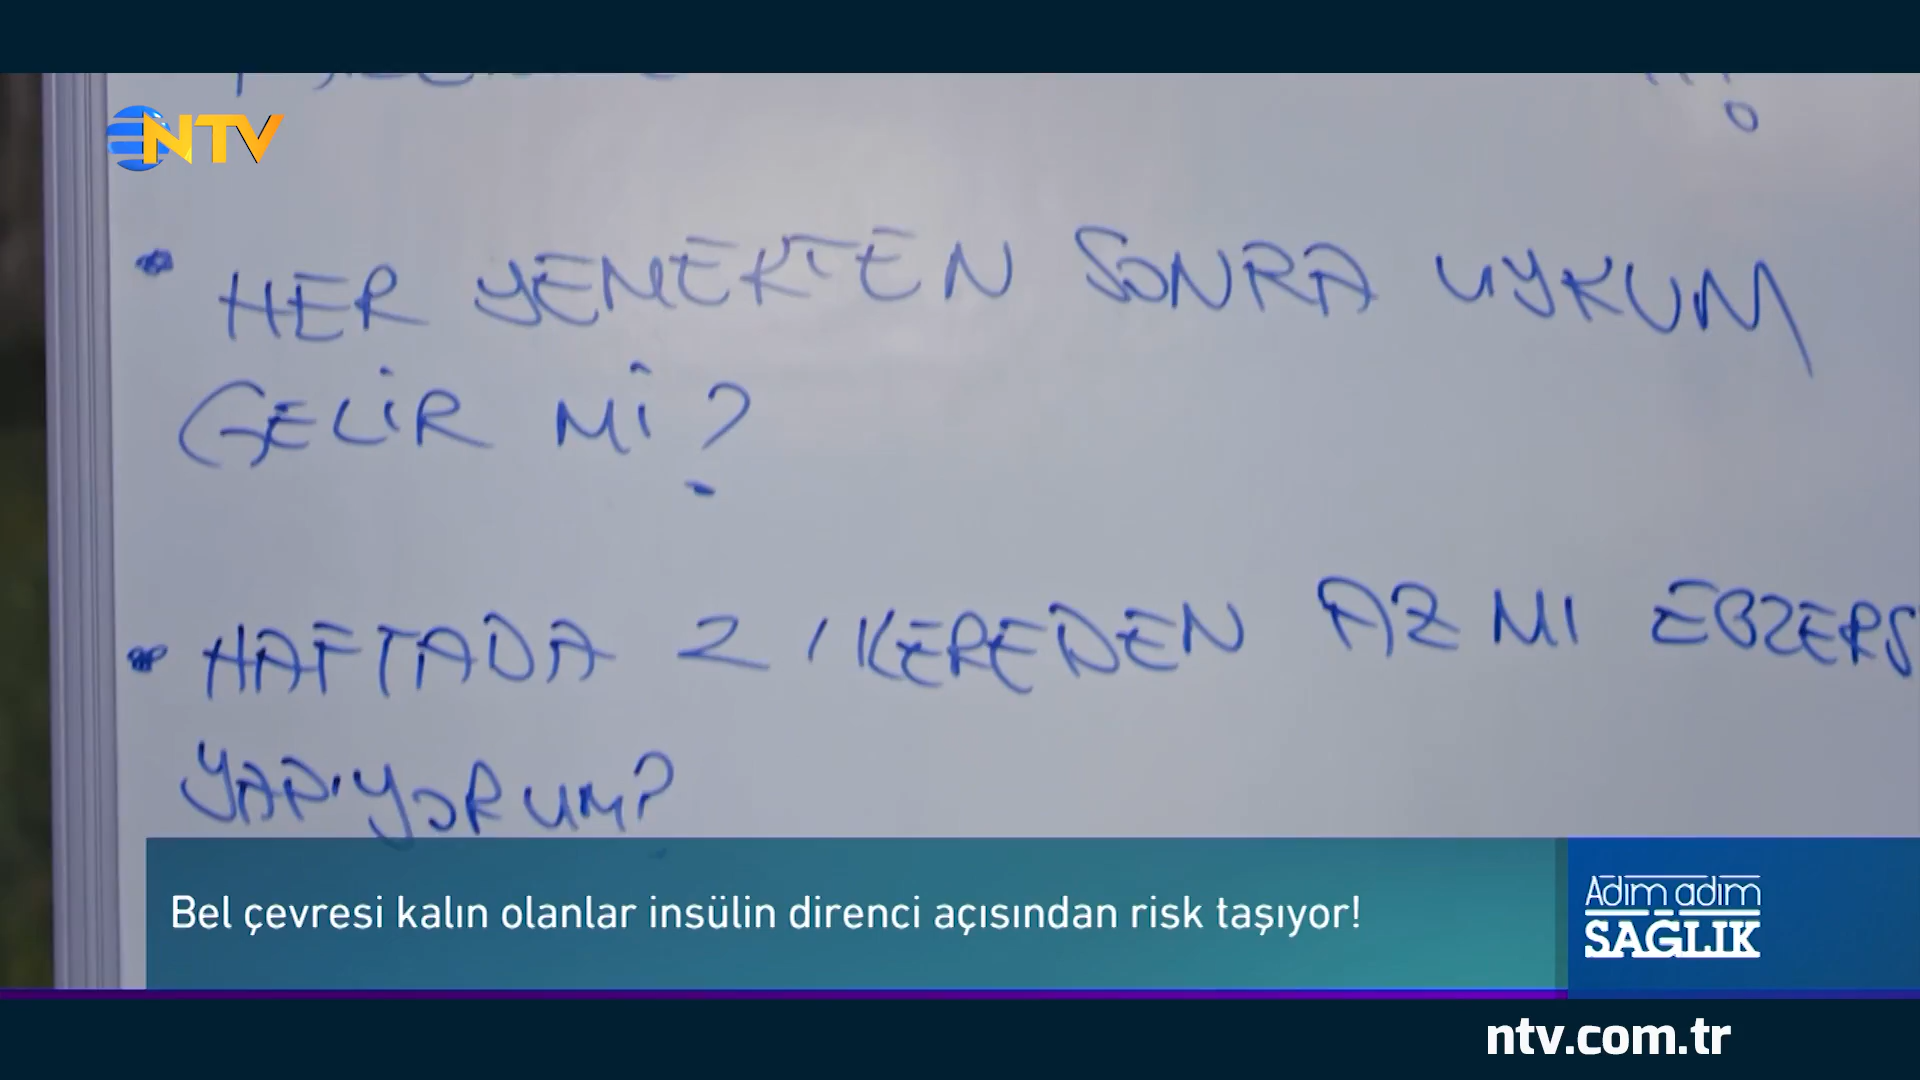 NTV
• HER YEMEKTEN SONRA UYKUM
GELİR Mİ?
• HAFTADA 2 KEREDEN AZ MI EGZERS
YAPIYORUM?
Bel çevresi kalın olanlar insülin direnci açısından risk taşıyor!
Adım adım
SAĞLIK
ntv.com.tr